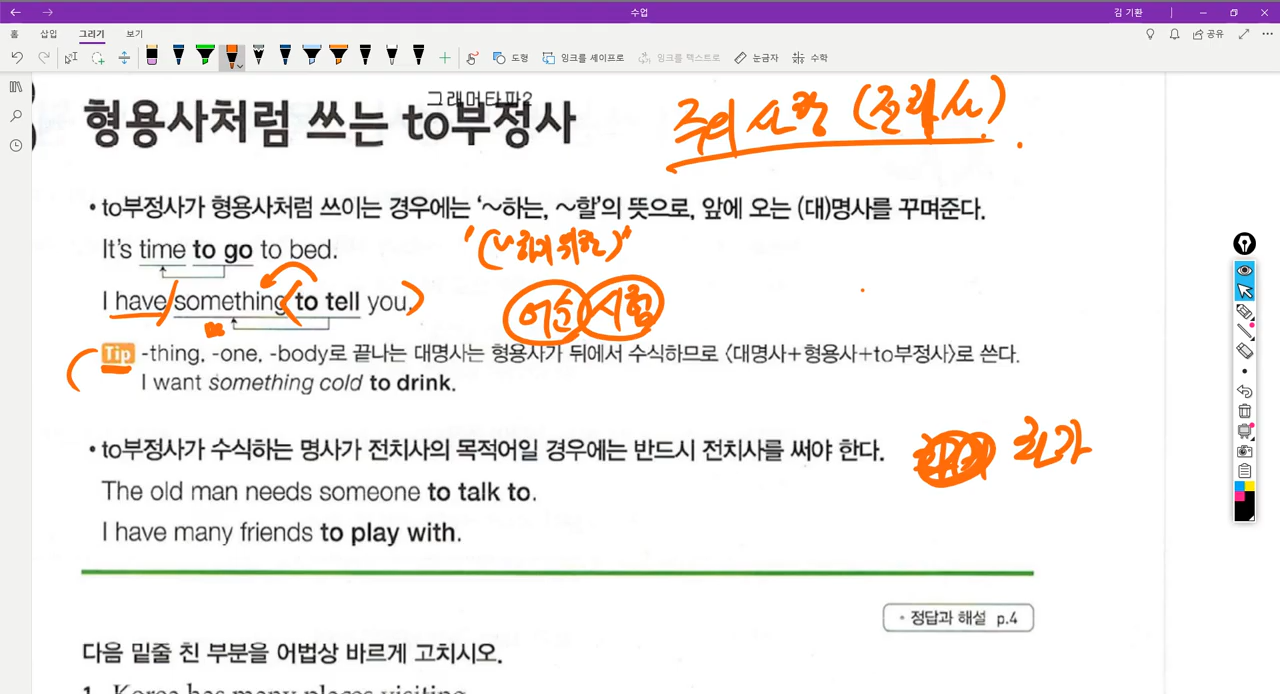 수업
김 기환
홈 삽입 그리기 보기
공유
도형 잉크를 셰이프로 잉크를 텍스트로 눈금자 수학
그래머타파2
형용사처럼 쓰는 to부정사
주의사항
• to부정사가 형용사처럼 쓰이는 경우에는 '~하는, ~할'의 뜻으로, 앞에 오는 (대)명사를 꾸며준다.
It's time to go to bed.
"(~하기 위한)"
I have something to tell you.
어순 시험
Tip -thing, -one, -body로 끝나는 대명사는 형용사가 뒤에서 수식하므로 〈대명사+형용사+to부정사〉로 쓴다.
I want something cold to drink.
• to부정사가 수식하는 명사가 전치사의 목적어일 경우에는 반드시 전치사를 써야 한다.
The old man needs someone to talk to.
I have many friends to play with.
• 정답과 해설 p.4
다음 밑줄 친 부분을 어법상 바르게 고치시오.
1. Korea has many places visiting